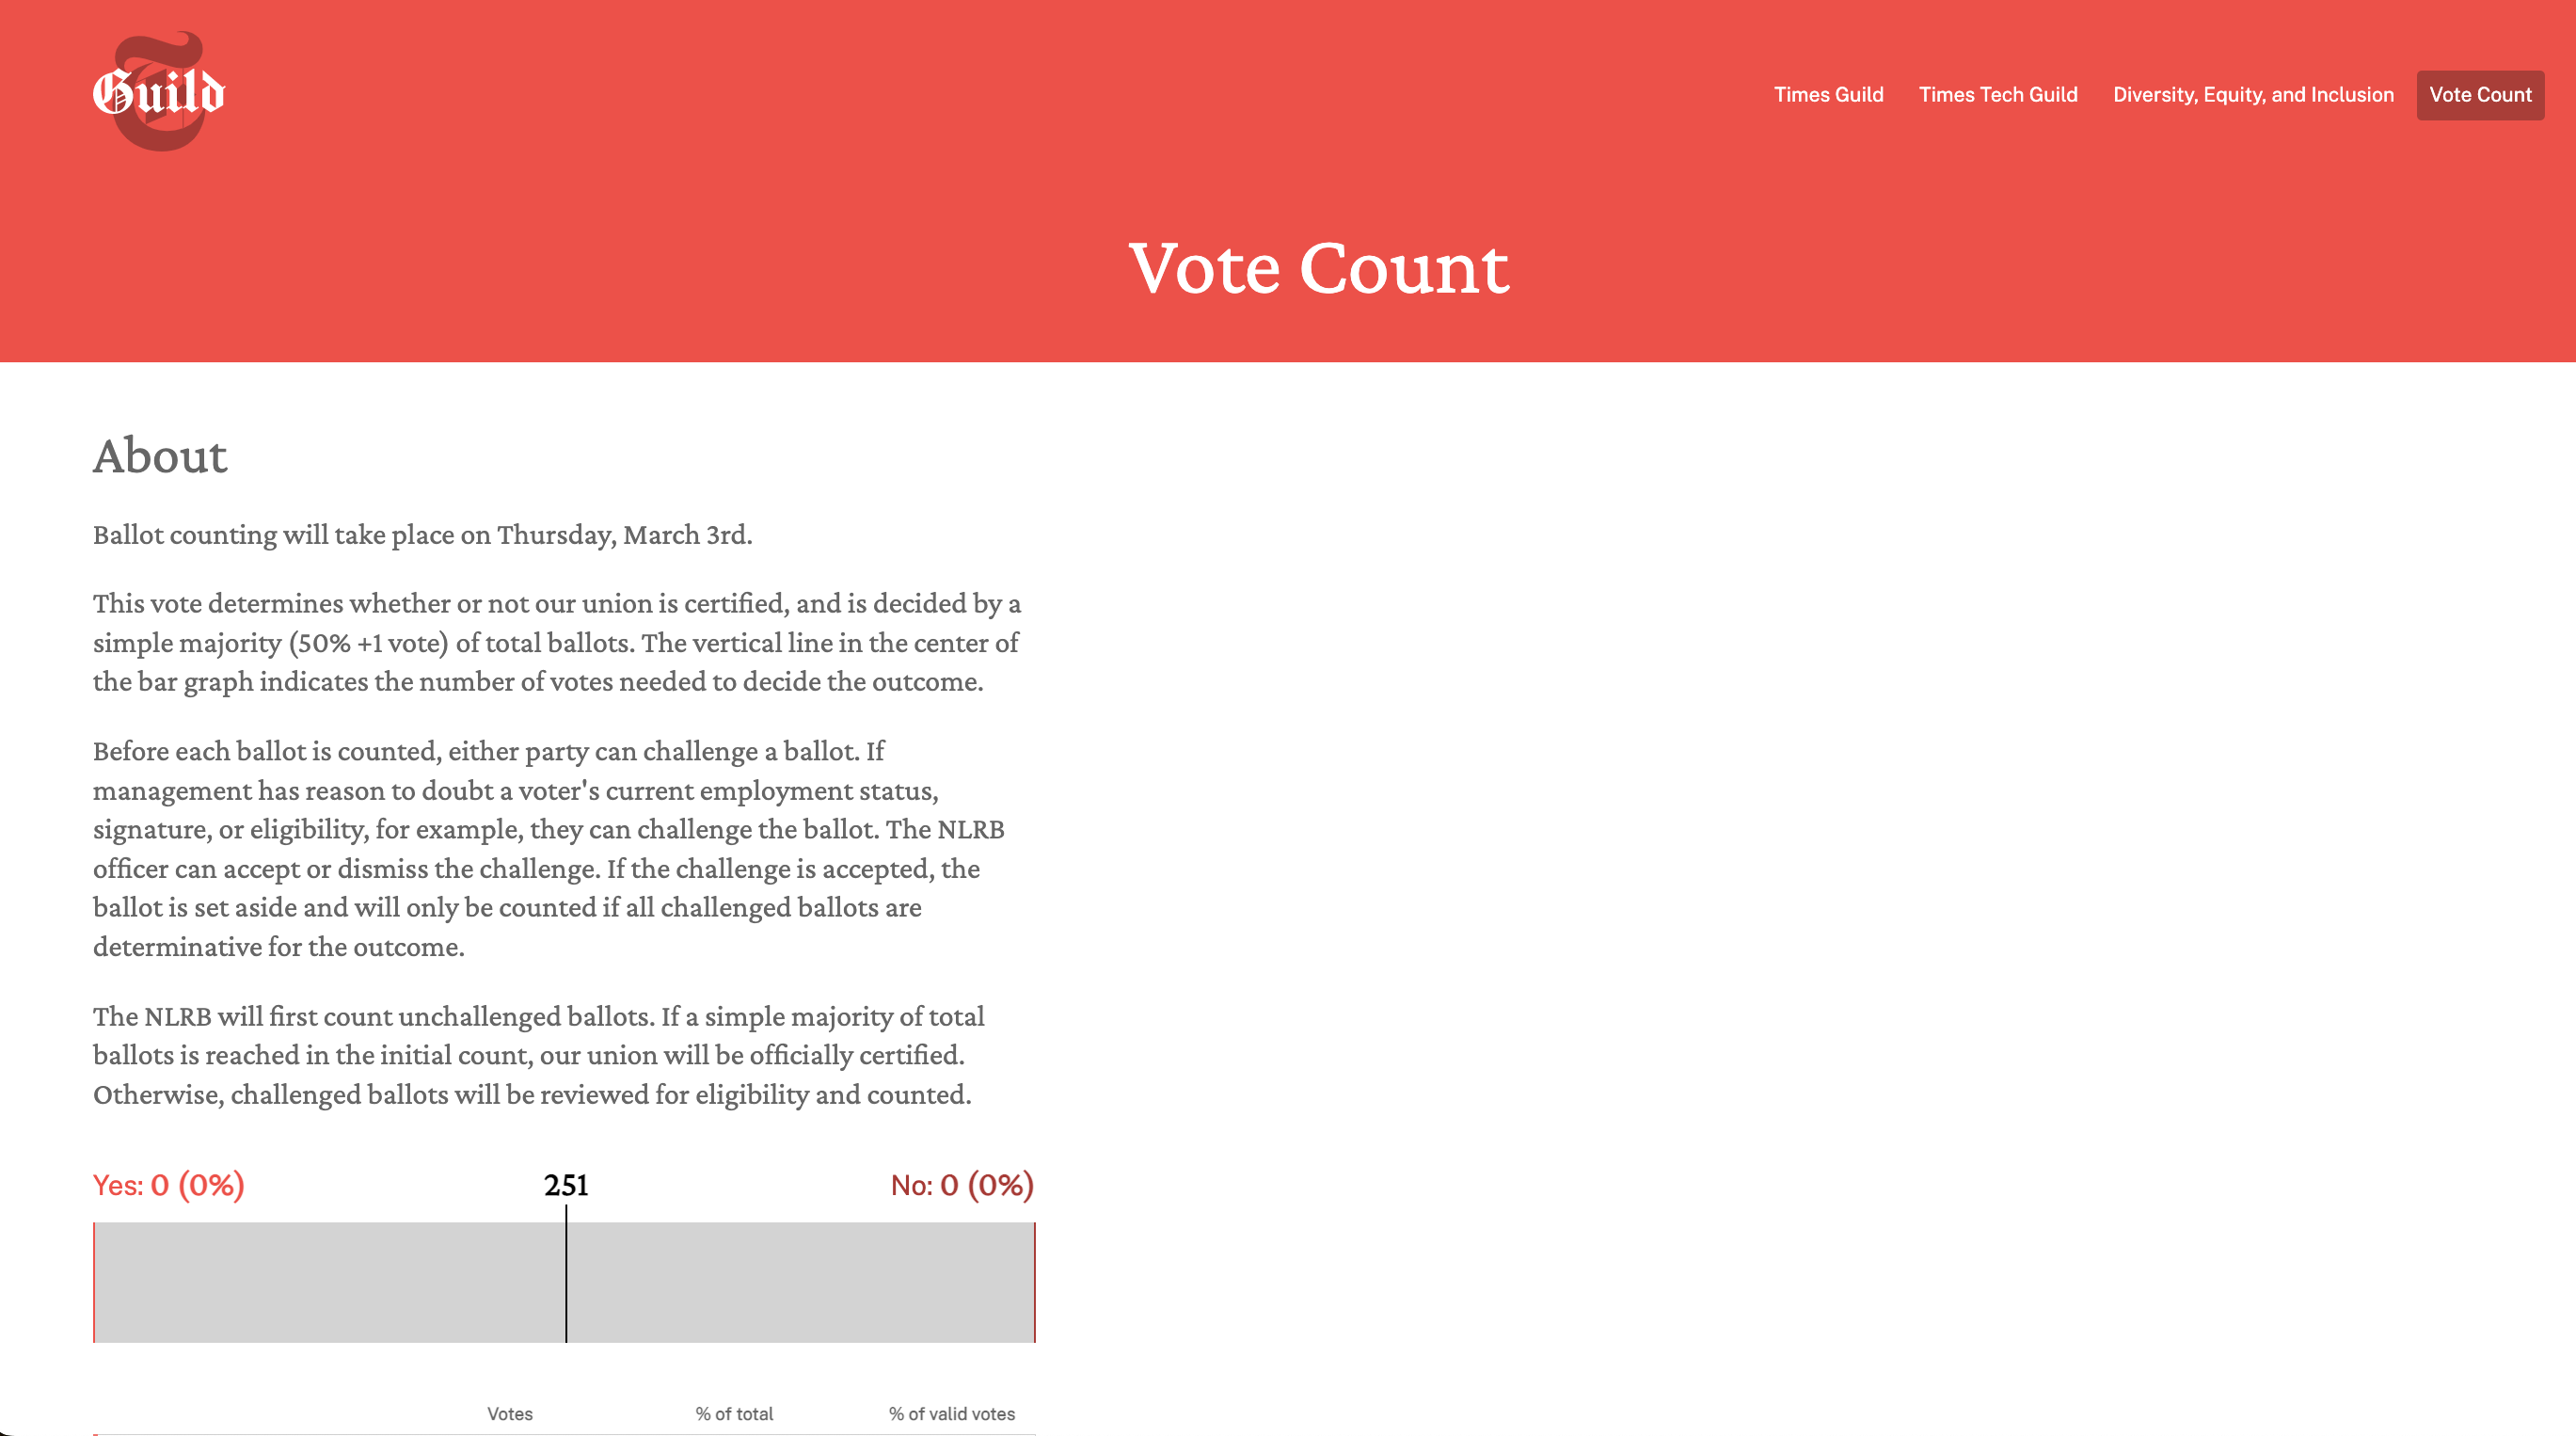 Guild
Times Guild Times Tech Guild Diversity, Equity, and Inclusion Vote Count
Vote Count
About
Ballot counting will take place on Thursday, March 3rd.
This vote determines whether or not our union is certified, and is decided by a
simple majority (50% +1 vote) of total ballots. The vertical line in the center of
the bar graph indicates the number of votes needed to decide the outcome.
Before each ballot is counted, either party can challenge a ballot. If
management has reason to doubt a voter's current employment status,
signature, or eligibility, for example, they can challenge the ballot. The NLRB
officer can accept or dismiss the challenge. If the challenge is accepted, the
ballot is set aside and will only be counted if all challenged ballots are
determinative for the outcome.
The NLRB will first count unchallenged ballots. If a simple majority of total
ballots is reached in the initial count, our union will be officially certified.
Otherwise, challenged ballots will be reviewed for eligibility and counted.
Yes: 0 (0%) 251 No: 0 (0%)
Votes % of total % of valid votes